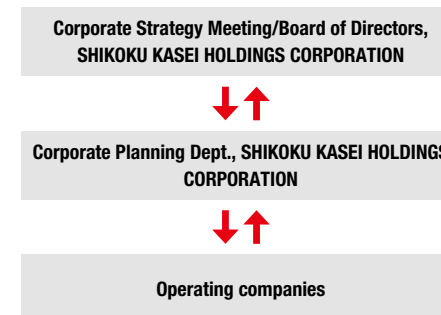 Corporate Strategy Meeting/Board of Directors,
SHIKOKU KASEI HOLDINGS CORPORATION
Corporate Planning Dept., SHIKOKU KASEI HOLDINGS
CORPORATION
Operating companies